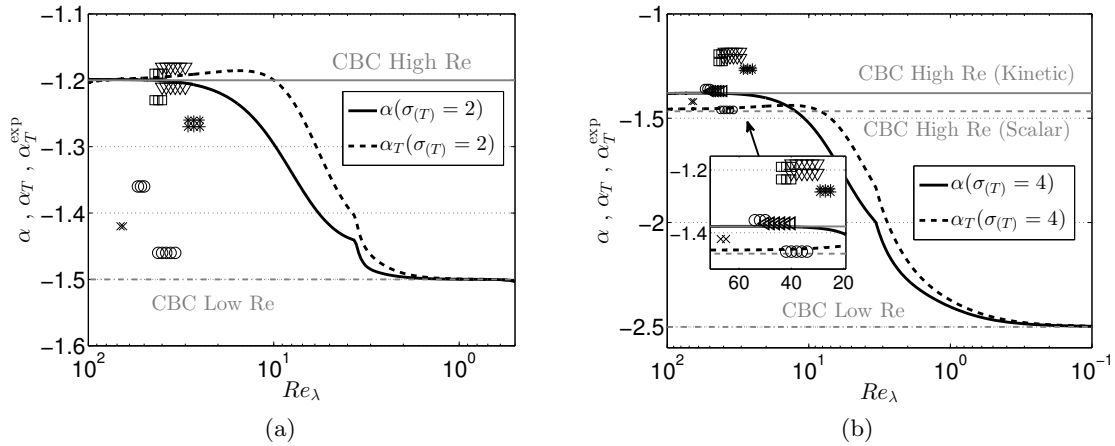 −1.1
−1.2
−1.3
−1.4
−1.5
−1.6
α , α_T , α_T^exp
CBC High Re
α(σ_(T) = 2)
α_T(σ_(T) = 2)
CBC Low Re
10^2
10^1
10^0
Re_λ
(a)
−1
−1.5
−2
−2.5
α , α_T , α_T^exp
CBC High Re (Kinetic)
CBC High Re (Scalar)
−1.2
−1.4
60
40
20
α(σ_(T) = 4)
α_T(σ_(T) = 4)
CBC Low Re
10^2
10^1
10^0
10^−1
Re_λ
(b)